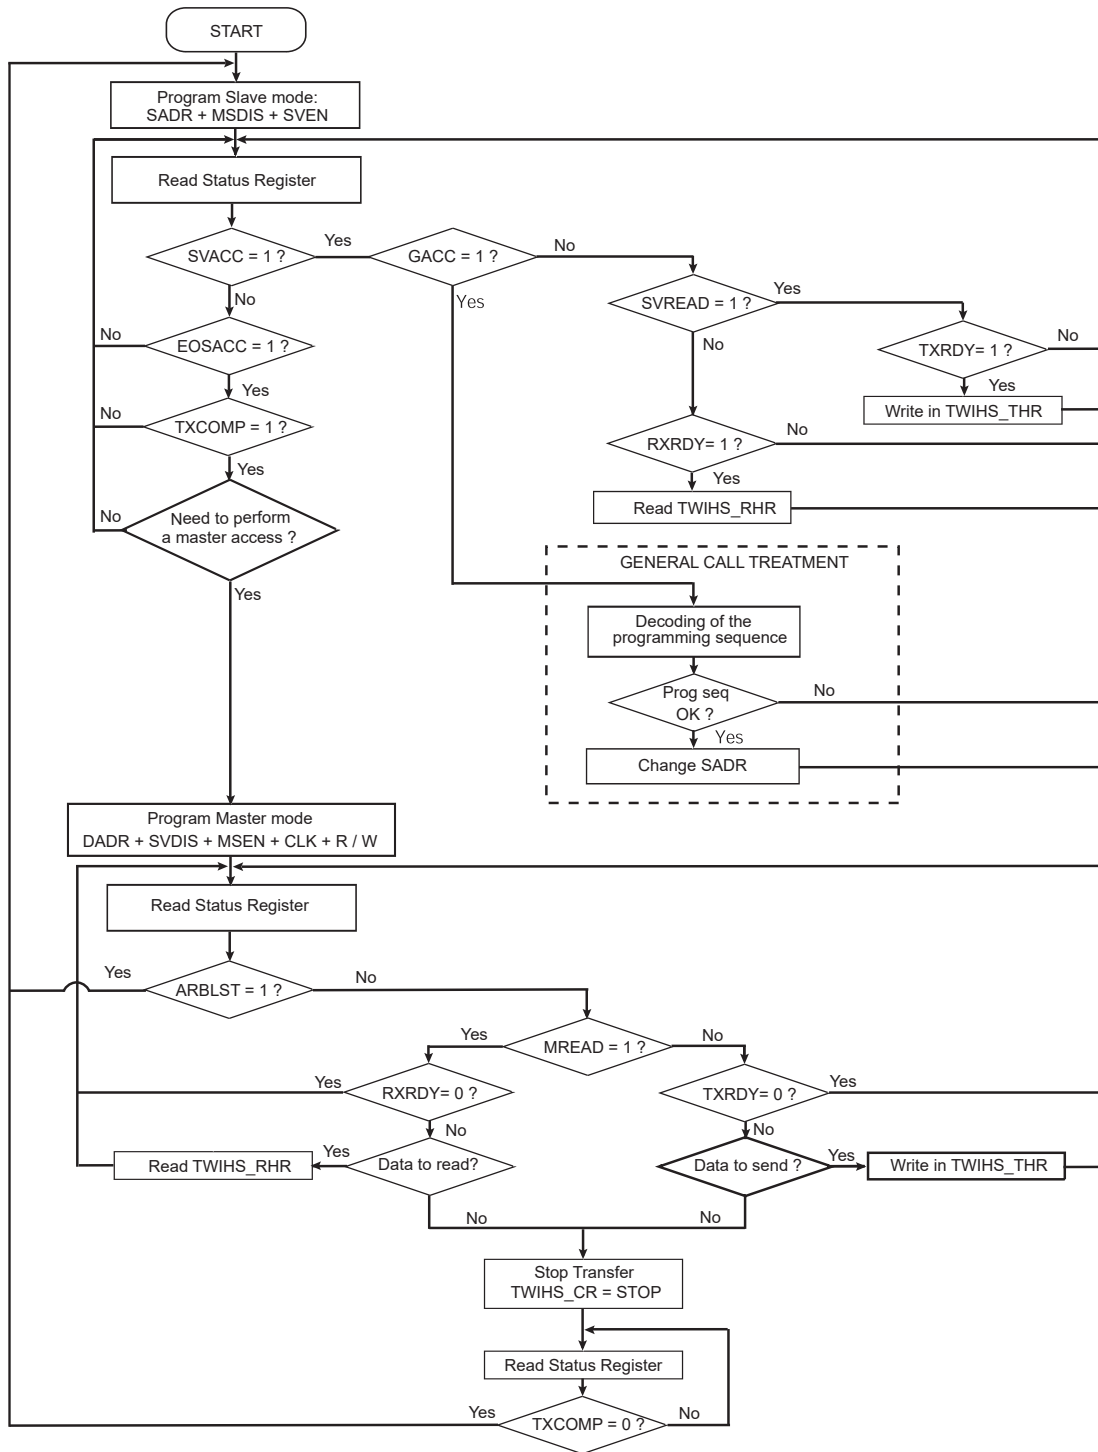 START
Program Slave mode:
SADR + MSDIS + SVEN
Read Status Register
SVACC = 1 ?
Yes
GACC = 1 ?
No
No
Yes
SVREAD = 1 ?
Yes
No
EOSACC = 1 ?
No
TXRDY= 1 ?
No
Yes
Yes
Write in TWIHS_THR
No
TXCOMP = 1 ?
RXRDY= 1 ?
No
Yes
Yes
No
Need to perform
a master access ?
Read TWIHS_RHR
Yes
GENERAL CALL TREATMENT
Decoding of the
programming sequence
Prog seq
OK ?
No
Yes
Change SADR
Program Master mode
DADR + SVDIS + MSEN + CLK + R / W
Read Status Register
Yes
ARBLST = 1 ?
No
Yes
MREAD = 1 ?
No
Yes
RXRDY= 0 ?
TXRDY= 0 ?
Yes
No
No
Read TWIHS_RHR
Yes
Data to read?
Data to send ?
Yes
Write in TWIHS_THR
No
No
Stop Transfer
TWIHS_CR = STOP
Read Status Register
Yes
TXCOMP = 0 ?
No